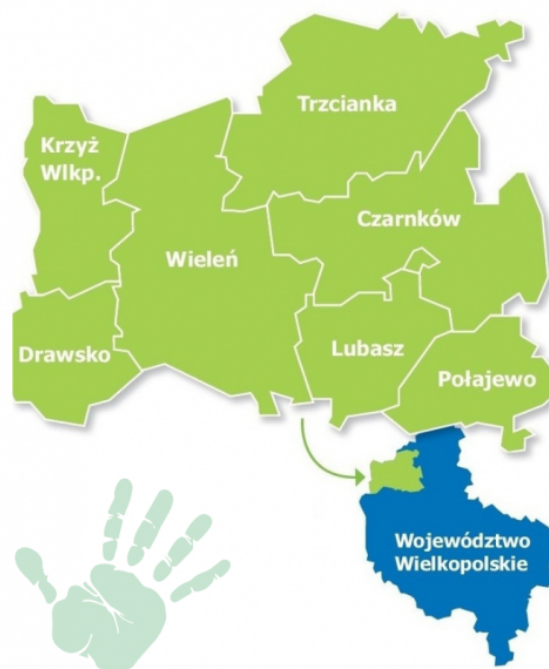 Trzcianka
Krzyż
Wlkp.
Czarnków
Wieleń
Drawsko
Lubasz
Połajewo
Województwo
Wielkopolskie